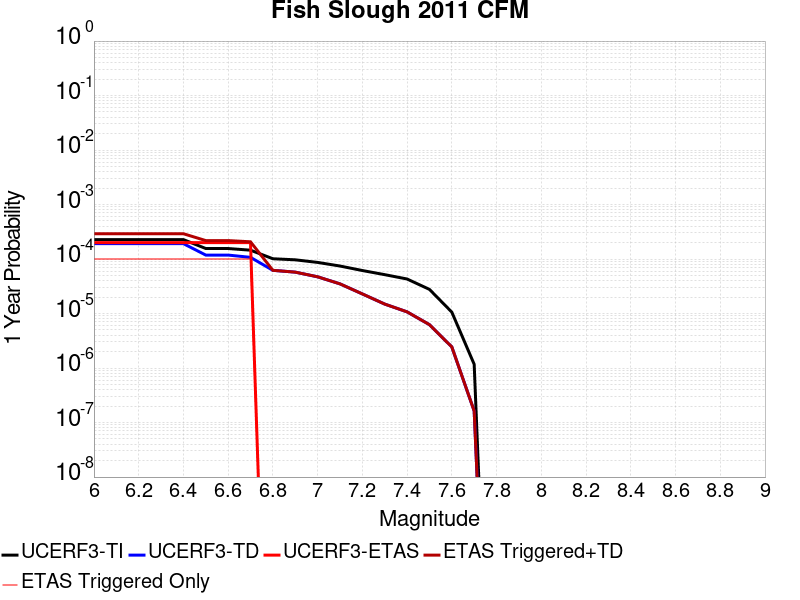 Fish Slough 2011 CFM
10^0
10^-1
10^-2
10^-3
10^-4
10^-5
10^-6
10^-7
10^-8
1 Year Probability
6 6.2 6.4 6.6 6.8 7 7.2 7.4 7.6 7.8 8 8.2 8.4 8.6 8.8 9
Magnitude
UCERF3-TI UCERF3-TD UCERF3-ETAS ETAS Triggered+TD
ETAS Triggered Only